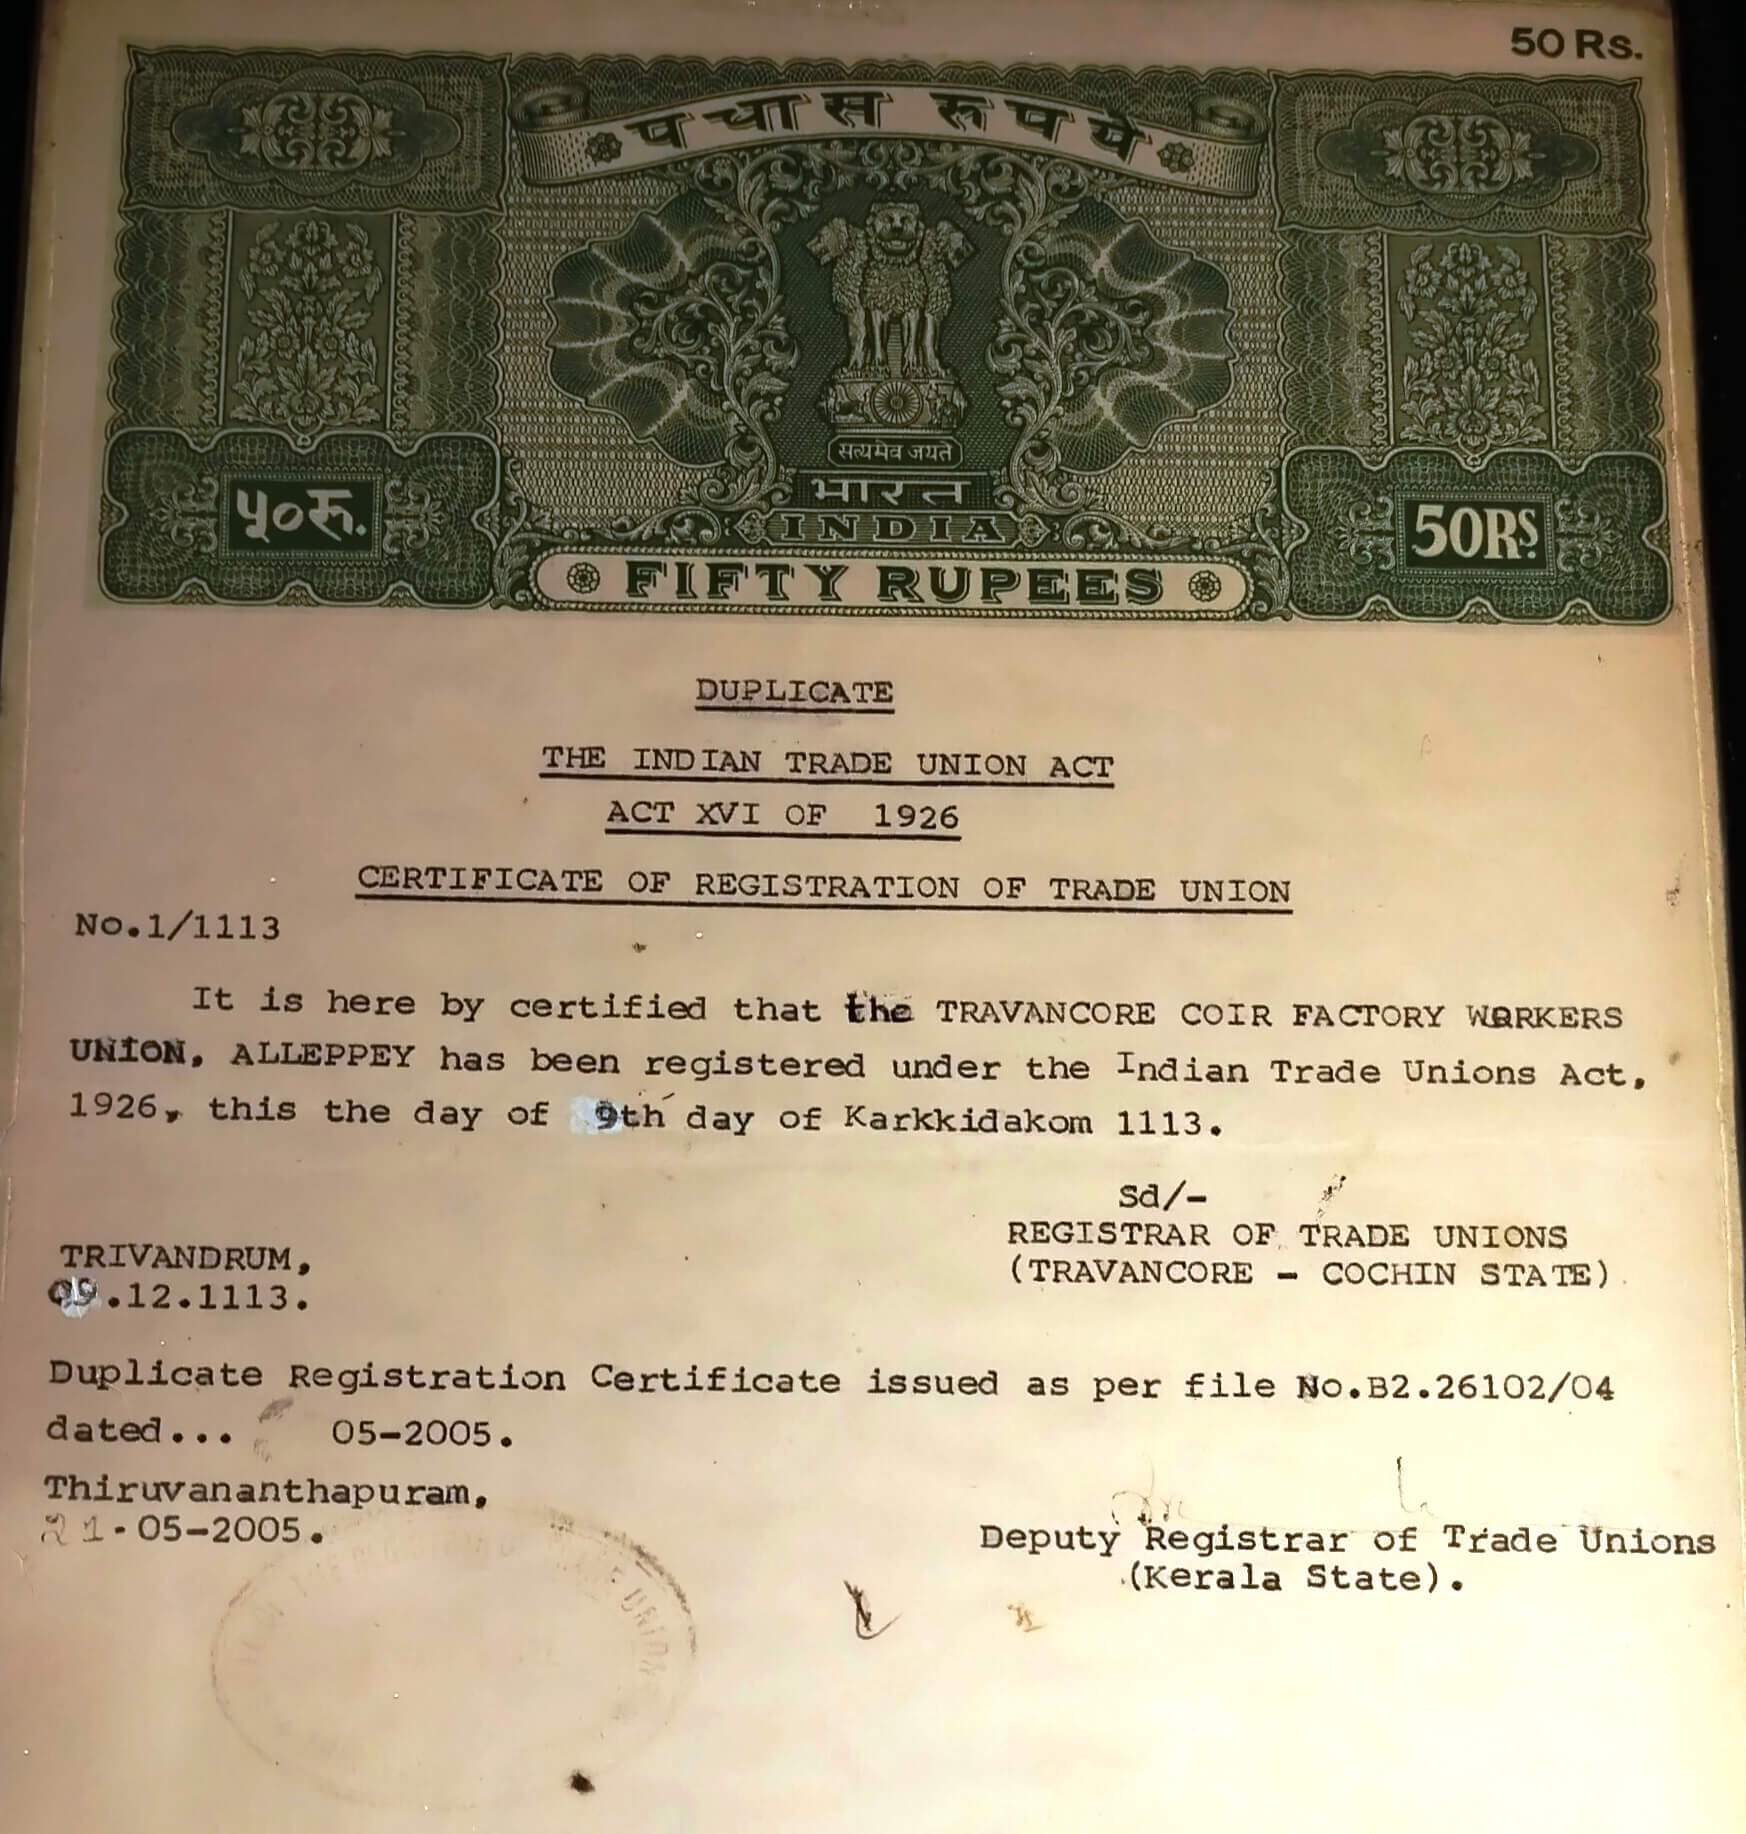 50 Rs.
पचास रूपये
सत्यमेव जयते
भारत
INDIA
५०रू.
50RS.
FIFTY RUPEES
DUPLICATE
THE INDIAN TRADE UNION ACT
ACT XVI OF 1926
CERTIFICATE OF REGISTRATION OF TRADE UNION
No.1/1113
It is here by certified that the TRAVANCORE COIR FACTORY WORKERS
UNION, ALLEPPEY has been registered under the Indian Trade Unions Act,
1926, this the day of 9th day of Karkkidakom 1113.
Sd/-
REGISTRAR OF TRADE UNIONS
(TRAVANCORE - COCHIN STATE)
TRIVANDRUM,
09.12.1113.
Duplicate Registration Certificate issued as per file No.B2.26102/04
dated... 05-2005.
Thiruvananthapuram,
21-05-2005.
Deputy Registrar of Trade Unions
(Kerala State).